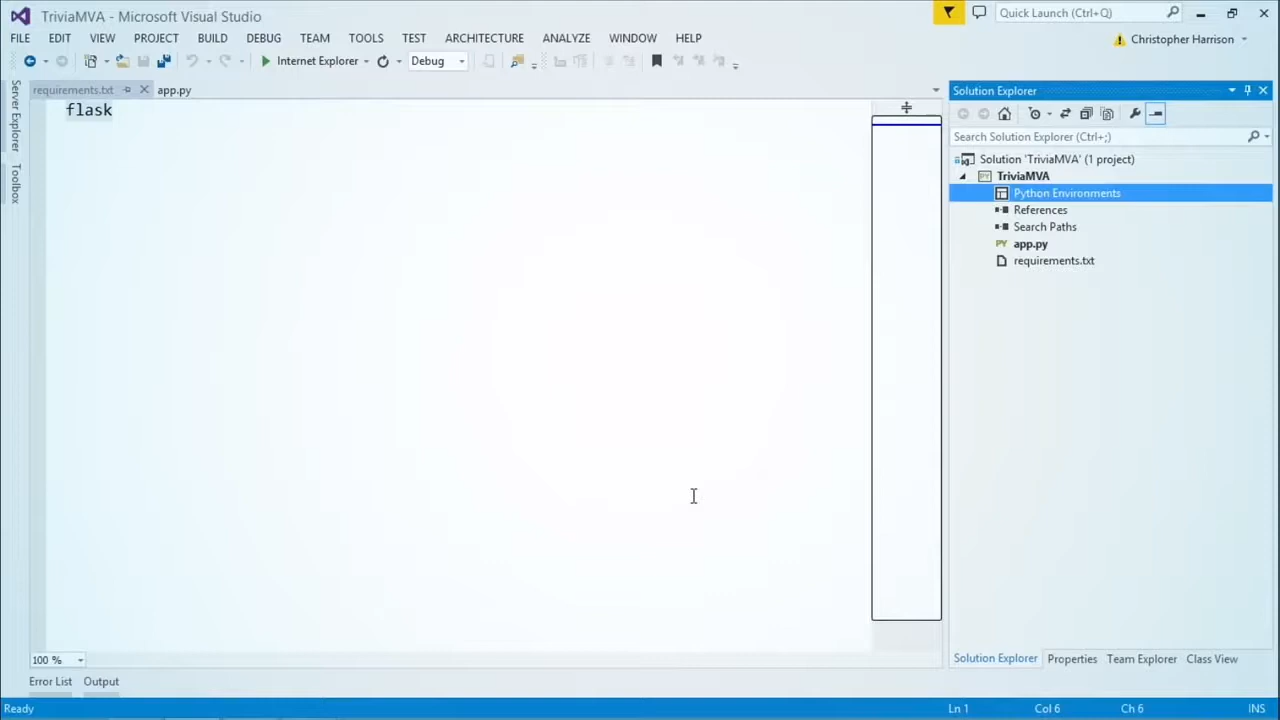 TriviaMVA - Microsoft Visual Studio
Quick Launch (Ctrl+Q)
FILE EDIT VIEW PROJECT BUILD DEBUG TEAM TOOLS TEST ARCHITECTURE ANALYZE WINDOW HELP
Christopher Harrison
Internet Explorer Debug
requirements.txt app.py
Server Explorer
Toolbox
flask
Solution Explorer
Search Solution Explorer (Ctrl+;)
Solution 'TriviaMVA' (1 project)
PY TriviaMVA
Python Environments
References
Search Paths
PY app.py
requirements.txt
100 %
Solution Explorer Properties Team Explorer Class View
Error List Output
Ready Ln 1 Col 6 Ch 6 INS